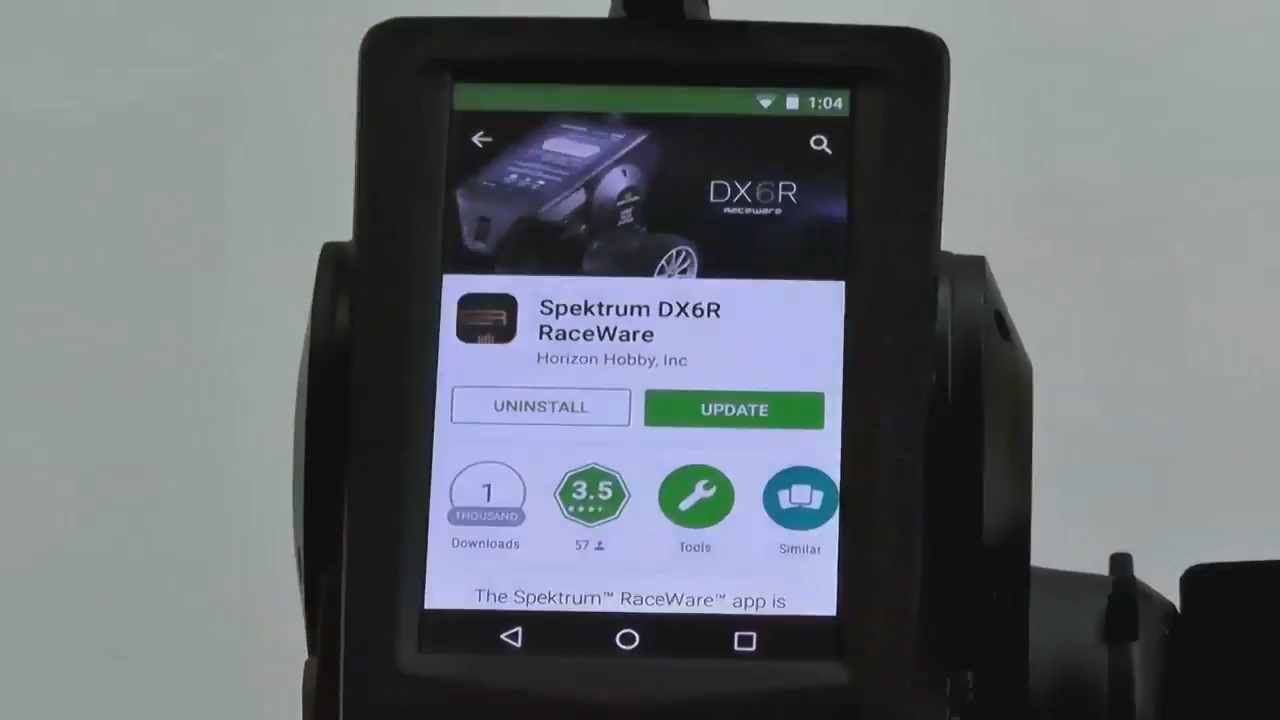 1:04
DX6R
Raceware
Spektrum DX6R
RaceWare
Horizon Hobby, Inc
UNINSTALL
UPDATE
1
THOUSAND
3.5
Downloads
57
Tools
Similar
The Spektrum™ RaceWare™ app is